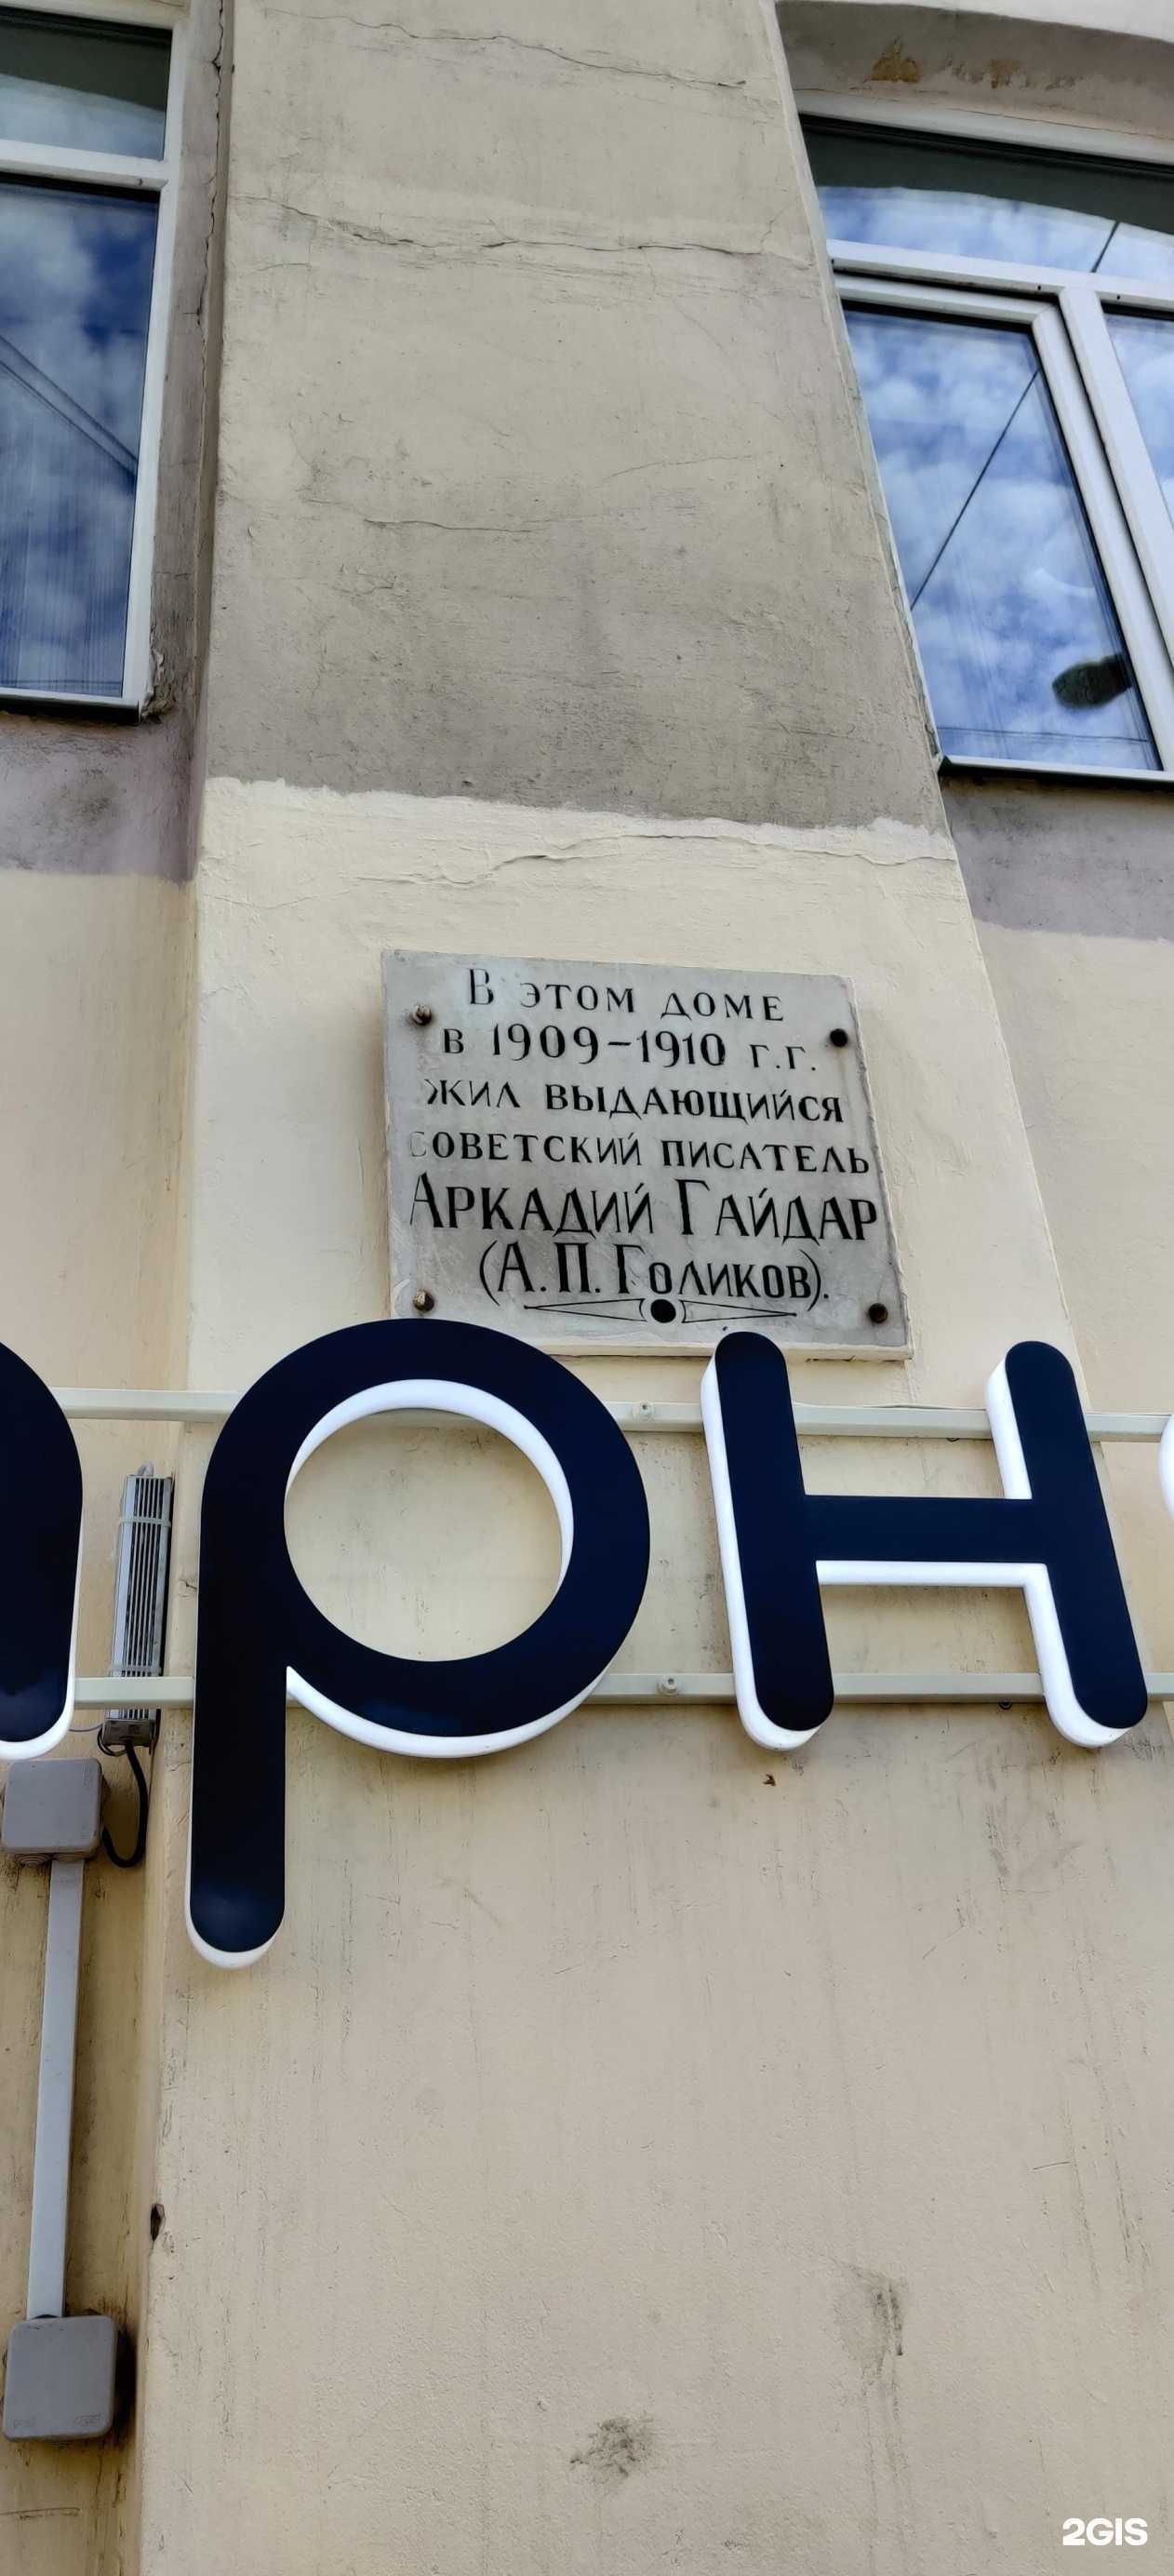 В этом доме
в 1909-1910 г.г.
жил выдающийся
советский писатель
Аркадий Гайдар
(А.П. Голиков).
рн
2GIS